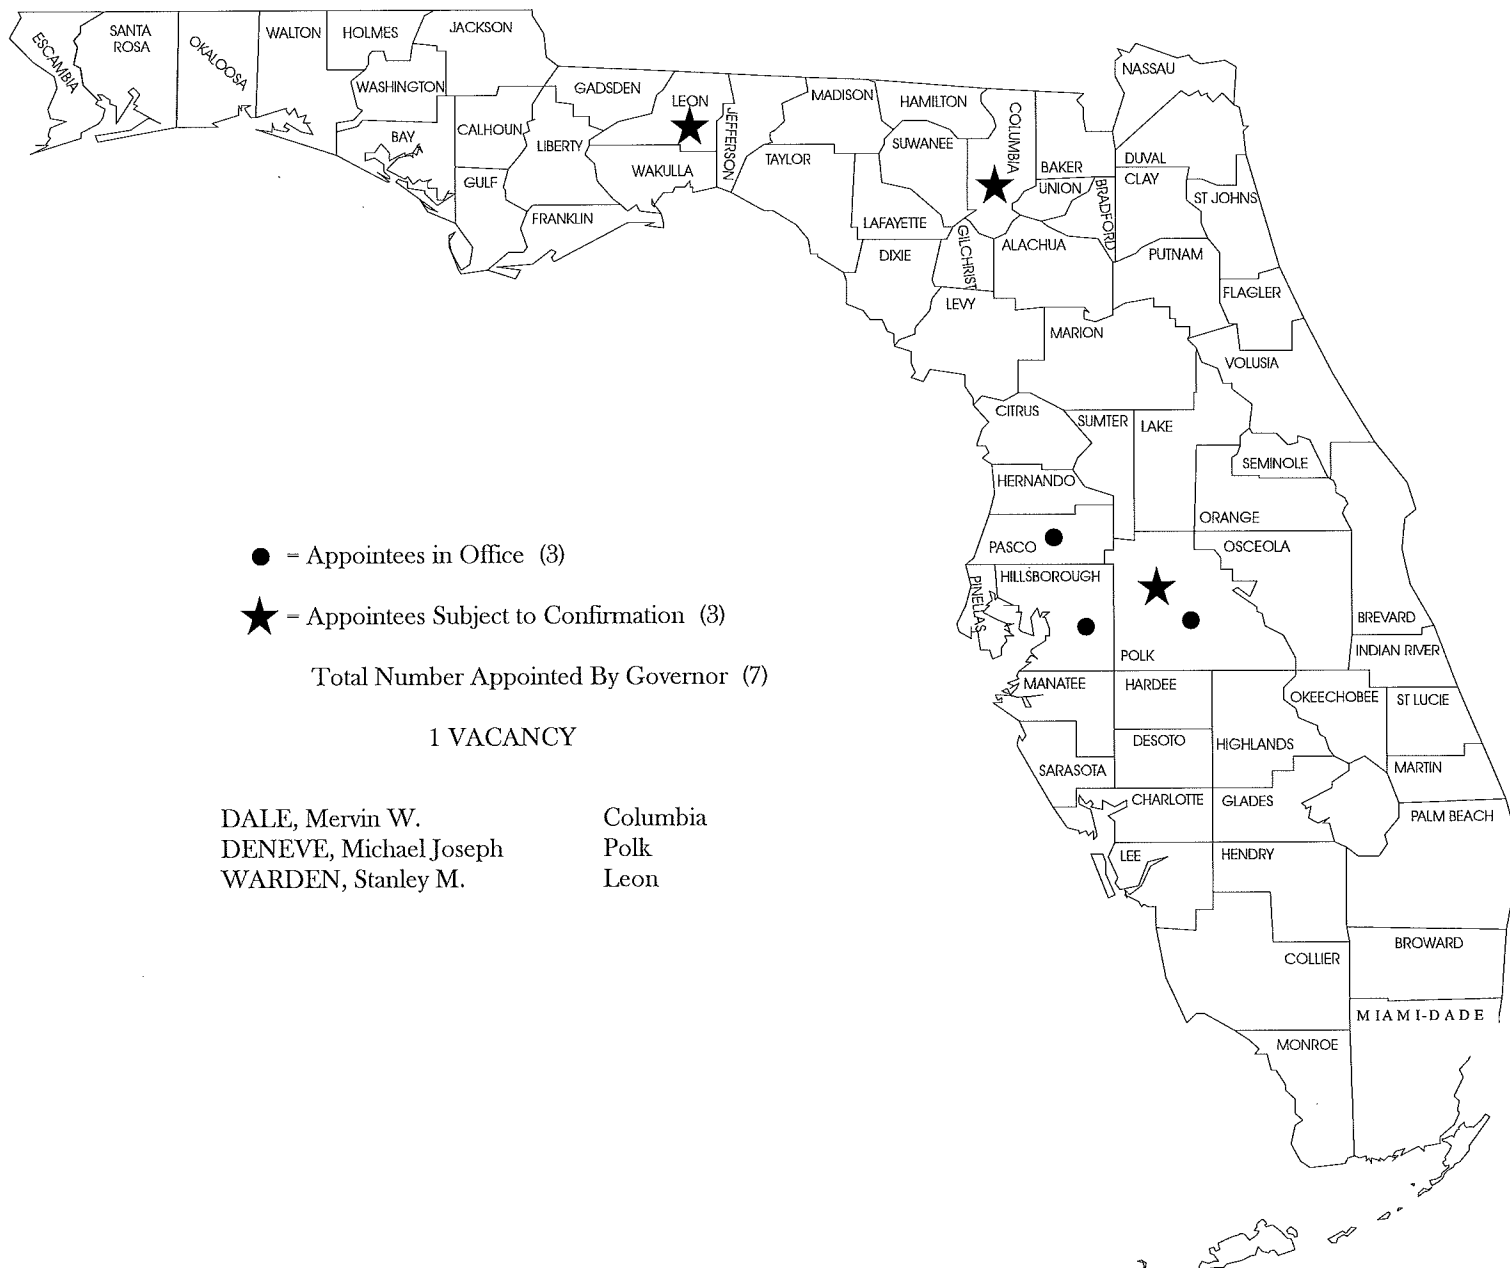 ESCAMBIA
SANTA
ROSA
OKALOOSA
WALTON
HOLMES
JACKSON
WASHINGTON
BAY
CALHOUN
GULF
LIBERTY
GADSDEN
FRANKLIN
LEON
WAKULLA
JEFFERSON
MADISON
TAYLOR
HAMILTON
SUWANEE
LAFAYETTE
DIXIE
COLUMBIA
GILCHRIST
BAKER
UNION
BRADFORD
NASSAU
DUVAL
CLAY
ST JOHNS
ALACHUA
PUTNAM
FLAGLER
LEVY
MARION
VOLUSIA
CITRUS
SUMTER
LAKE
HERNANDO
SEMINOLE
ORANGE
PASCO
OSCEOLA
PINELLAS
HILLSBOROUGH
POLK
BREVARD
INDIAN RIVER
MANATEE
HARDEE
OKEECHOBEE
ST LUCIE
DESOTO
HIGHLANDS
SARASOTA
MARTIN
CHARLOTTE
GLADES
PALM BEACH
LEE
HENDRY
BROWARD
COLLIER
MIAMI-DADE
MONROE
= Appointees in Office (3)
= Appointees Subject to Confirmation (3)
Total Number Appointed By Governor (7)
1 VACANCY
DALE, Mervin W. Columbia
DENEVE, Michael Joseph Polk
WARDEN, Stanley M. Leon